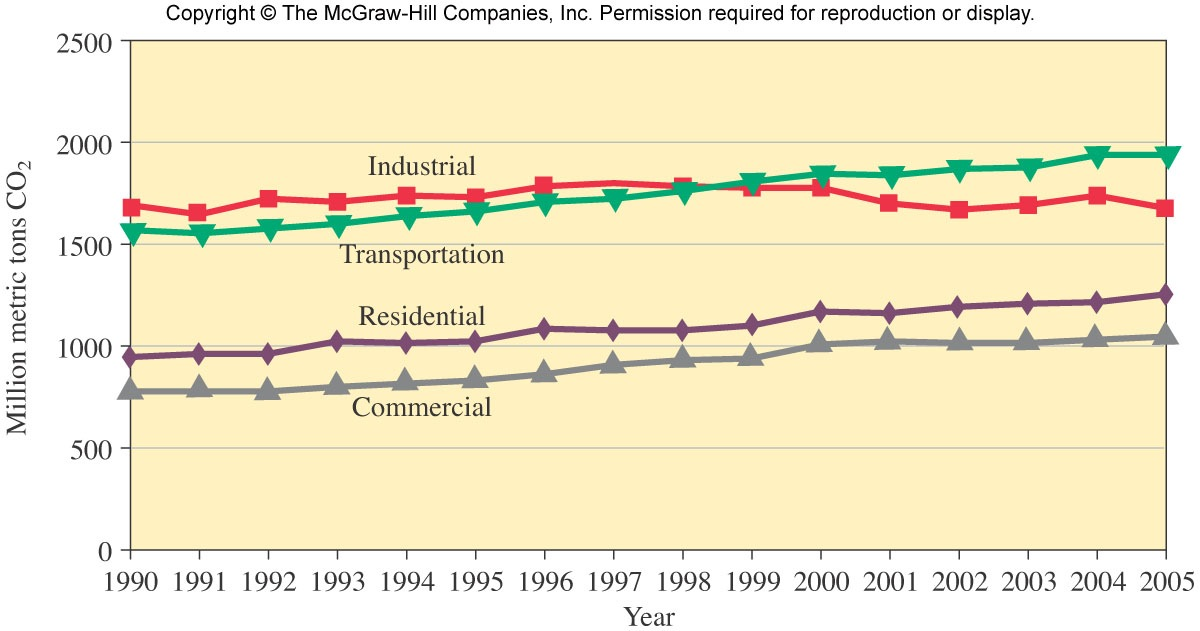 Copyright © The McGraw-Hill Companies, Inc. Permission required for reproduction or display.
Million metric tons CO₂
2500
2000
1500
1000
500
0
Industrial
Transportation
Residential
Commercial
1990 1991 1992 1993 1994 1995 1996 1997 1998 1999 2000 2001 2002 2003 2004 2005
Year